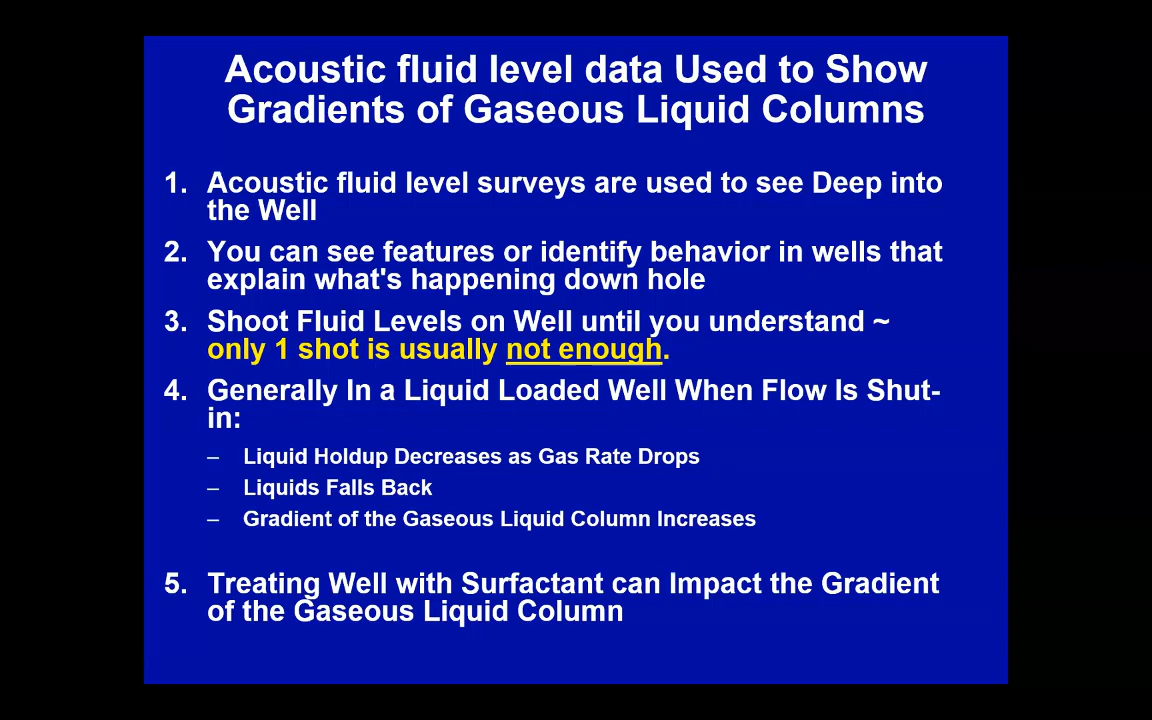 Acoustic fluid level data Used to Show
Gradients of Gaseous Liquid Columns
1. Acoustic fluid level surveys are used to see Deep into
the Well
2. You can see features or identify behavior in wells that
explain what's happening down hole
3. Shoot Fluid Levels on Well until you understand ~
only 1 shot is usually not enough.
4. Generally In a Liquid Loaded Well When Flow Is Shut-
in:
– Liquid Holdup Decreases as Gas Rate Drops
– Liquids Falls Back
– Gradient of the Gaseous Liquid Column Increases
5. Treating Well with Surfactant can Impact the Gradient
of the Gaseous Liquid Column